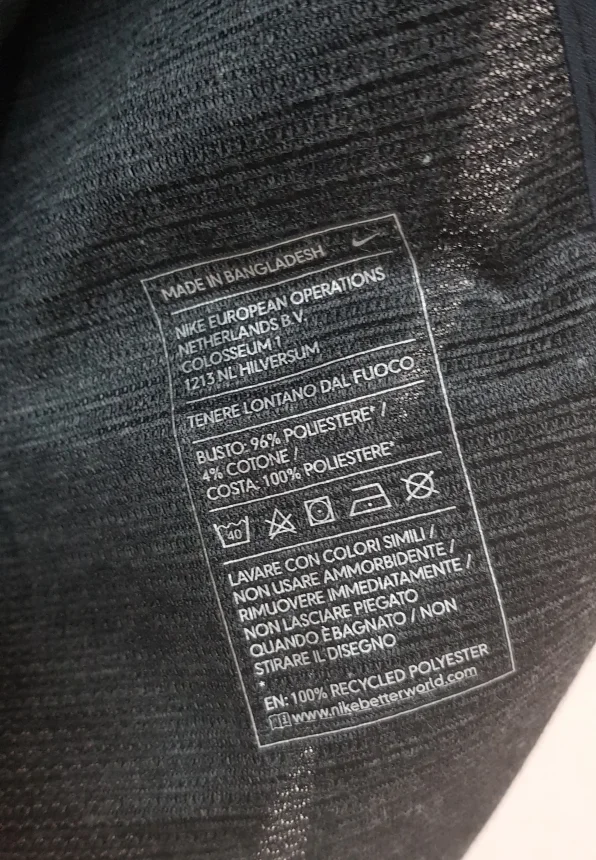 MADE IN BANGLADESH
NIKE EUROPEAN OPERATIONS
NETHERLANDS B.V.
COLOSSEUM 1
1213 NL HILVERSUM
TENERE LONTANO DAL FUOCO
BUSTO: 96% POLIESTERE* /
4% COTONE /
COSTA: 100% POLIESTERE*
40
LAVARE CON COLORI SIMILI /
NON USARE AMMORBIDENTE /
RIMUOVERE IMMEDIATAMENTE /
NON LASCIARE PIEGATO
QUANDO ÈBAGNATO / NON
STIRARE IL DISEGNO
*
EN: 100% RECYCLED POLYESTER
www.nikebetterworld.com